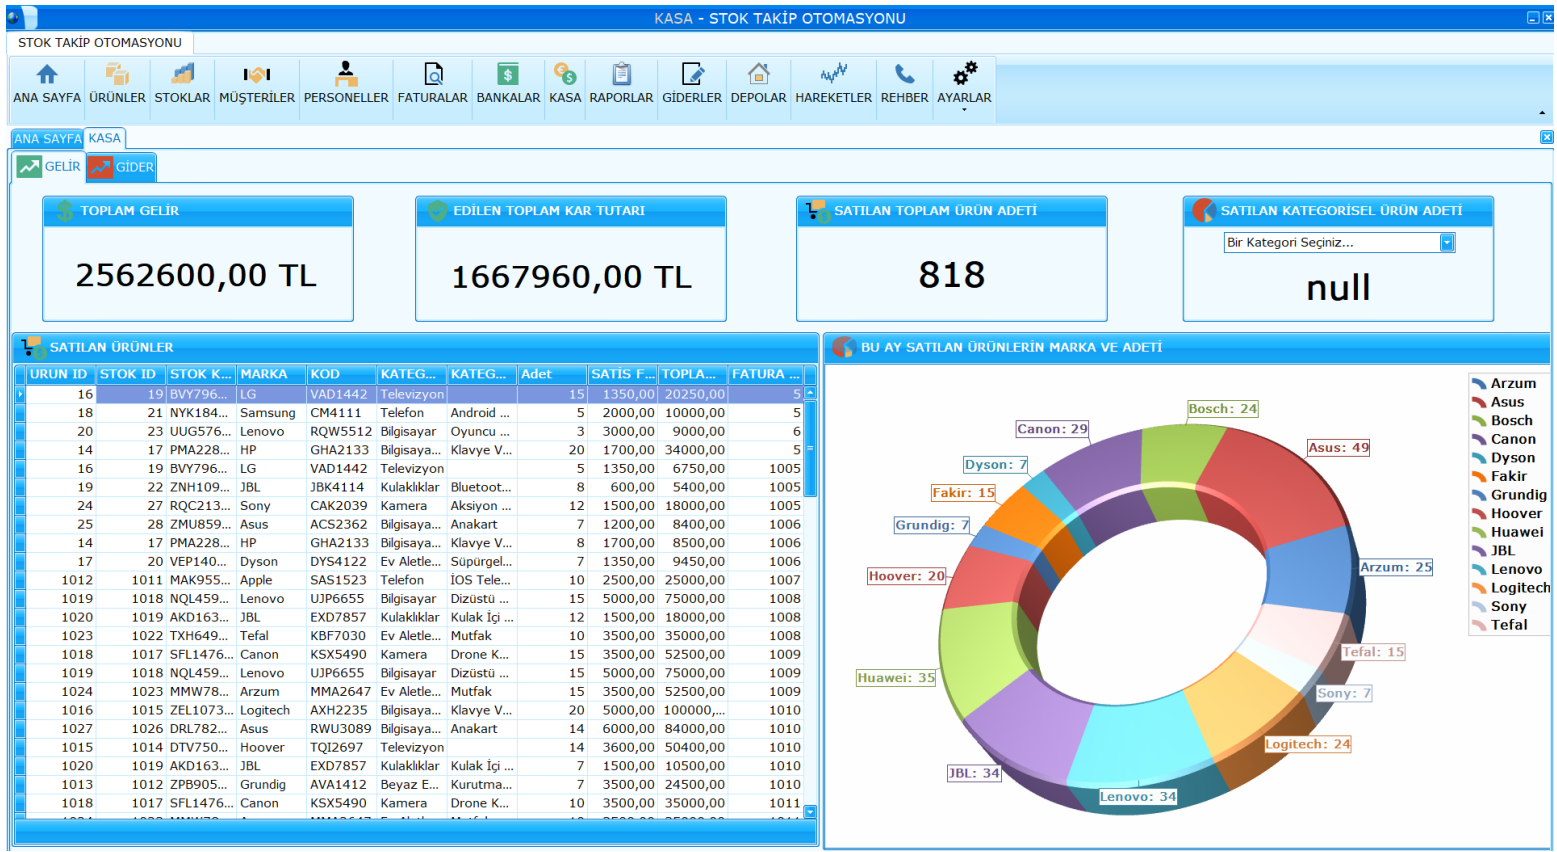 KASA - STOK TAKİP OTOMASYONU
STOK TAKİP OTOMASYONU
ANA SAYFA ÜRÜNLER STOKLAR MÜŞTERİLER PERSONELLER FATURALAR BANKALAR KASA RAPORLAR GİDERLER DEPOLAR HAREKETLER REHBER AYARLAR
ANA SAYFA KASA
GELİR GİDER
TOPLAM GELİR
2562600,00 TL
EDİLEN TOPLAM KAR TUTARI
1667960,00 TL
SATILAN TOPLAM ÜRÜN ADETİ
818
SATILAN KATEGORİSEL ÜRÜN ADETİ
Bir Kategori Seçiniz...
null
SATILAN ÜRÜNLER
URUN ID STOK ID STOK K... MARKA KOD KATEG... KATEG... Adet SATİS F... TOPLA... FATURA ...
16 19 BVY796... LG VAD1442 Televizyon 15 1350,00 20250,00 5
18 21 NYK184... Samsung CM4111 Telefon Android ... 5 2000,00 10000,00 5
20 23 UUG576... Lenovo RQW5512 Bilgisayar Oyuncu ... 3 3000,00 9000,00 6
14 17 PMA228... HP GHA2133 Bilgisaya... Klavye V... 20 1700,00 34000,00 5
16 19 BVY796... LG VAD1442 Televizyon 5 1350,00 6750,00 1005
19 22 ZNH109... JBL JBK4114 Kulaklıklar Bluetoot... 8 600,00 5400,00 1005
24 27 RQC213... Sony CAK2039 Kamera Aksiyon ... 12 1500,00 18000,00 1005
25 28 ZMU859... Asus ACS2362 Bilgisaya... Anakart 7 1200,00 8400,00 1006
14 17 PMA228... HP GHA2133 Bilgisaya... Klavye V... 8 1700,00 8500,00 1006
17 20 VEP140... Dyson DYS4122 Ev Aletle... Süpürgel... 7 1350,00 9450,00 1006
1012 1011 MAK955... Apple SAS1523 Telefon İOS Tele... 10 2500,00 25000,00 1007
1019 1018 NQL459... Lenovo UJP6655 Bilgisayar Dizüstü ... 15 5000,00 75000,00 1008
1020 1019 AKD163... JBL EXD7857 Kulaklıklar Kulak İçi ... 12 1500,00 18000,00 1008
1023 1022 TXH649... Tefal KBF7030 Ev Aletle... Mutfak 10 3500,00 35000,00 1008
1018 1017 SFL1476... Canon KSX5490 Kamera Drone K... 15 3500,00 52500,00 1009
1019 1018 NQL459... Lenovo UJP6655 Bilgisayar Dizüstü ... 15 5000,00 75000,00 1009
1024 1023 MMW78... Arzum MMA2647 Ev Aletle... Mutfak 15 3500,00 52500,00 1009
1016 1015 ZEL1073... Logitech AXH2235 Bilgisaya... Klavye V... 20 5000,00 100000,... 1010
1027 1026 DRL782... Asus RWU3089 Bilgisaya... Anakart 14 6000,00 84000,00 1010
1015 1014 DTV750... Hoover TQI2697 Televizyon 14 3600,00 50400,00 1010
1020 1019 AKD163... JBL EXD7857 Kulaklıklar Kulak İçi ... 7 1500,00 10500,00 1010
1013 1012 ZPB905... Grundig AVA1412 Beyaz E... Kurutma... 7 3500,00 24500,00 1010
1018 1017 SFL1476... Canon KSX5490 Kamera Drone K... 10 3500,00 35000,00 1011
BU AY SATILAN ÜRÜNLERİN MARKA VE ADETİ
Bosch: 24
Canon: 29
Asus: 49
Dyson: 7
Fakir: 15
Grundig: 7
Arzum: 25
Hoover: 20
Tefal: 15
Huawei: 35
Sony: 7
Logitech: 24
JBL: 34
Lenovo: 34
Arzum
Asus
Bosch
Canon
Dyson
Fakir
Grundig
Hoover
Huawei
JBL
Lenovo
Logitech
Sony
Tefal